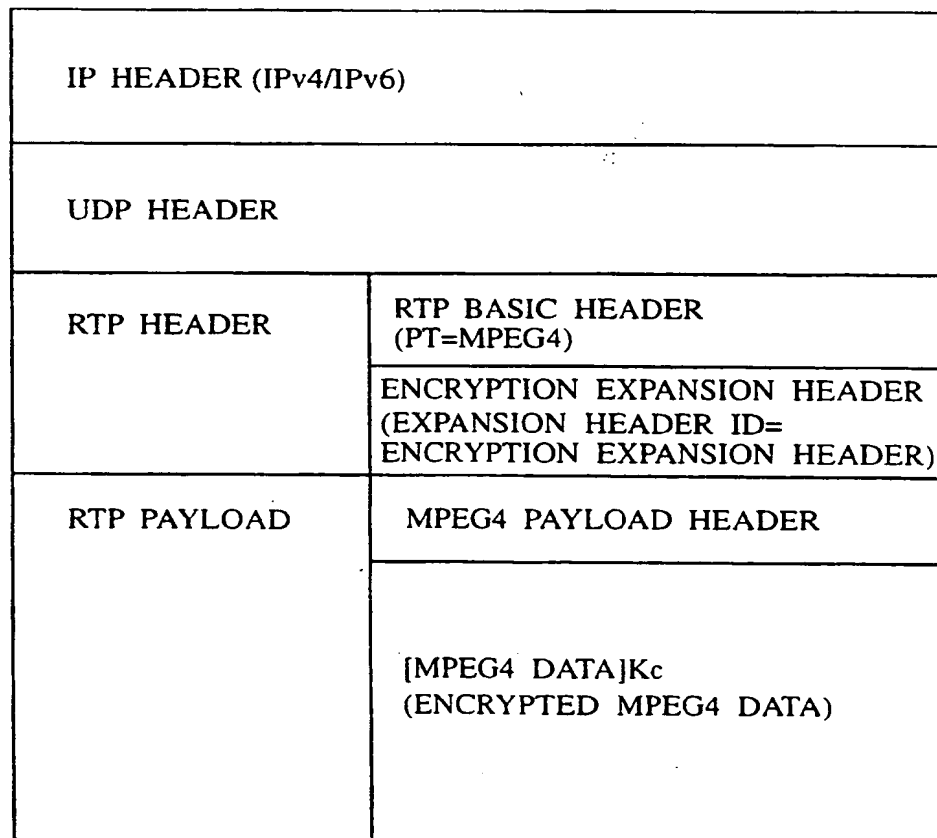 IP HEADER (IPv4/IPv6)
UDP HEADER
RTP HEADER
RTP BASIC HEADER
(PT=MPEG4)
ENCRYPTION EXPANSION HEADER
(EXPANSION HEADER ID=
ENCRYPTION EXPANSION HEADER)
RTP PAYLOAD
MPEG4 PAYLOAD HEADER
[MPEG4 DATA]Kc
(ENCRYPTED MPEG4 DATA)